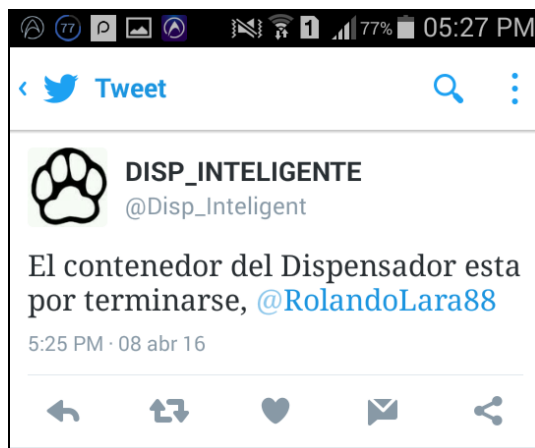 77 P 1 77% 05:27 PM
Tweet
DISP_INTELIGENTE
@Disp_Inteligent
El contenedor del Dispensador esta
por terminarse, @RolandoLara88
5:25 PM · 08 abr 16